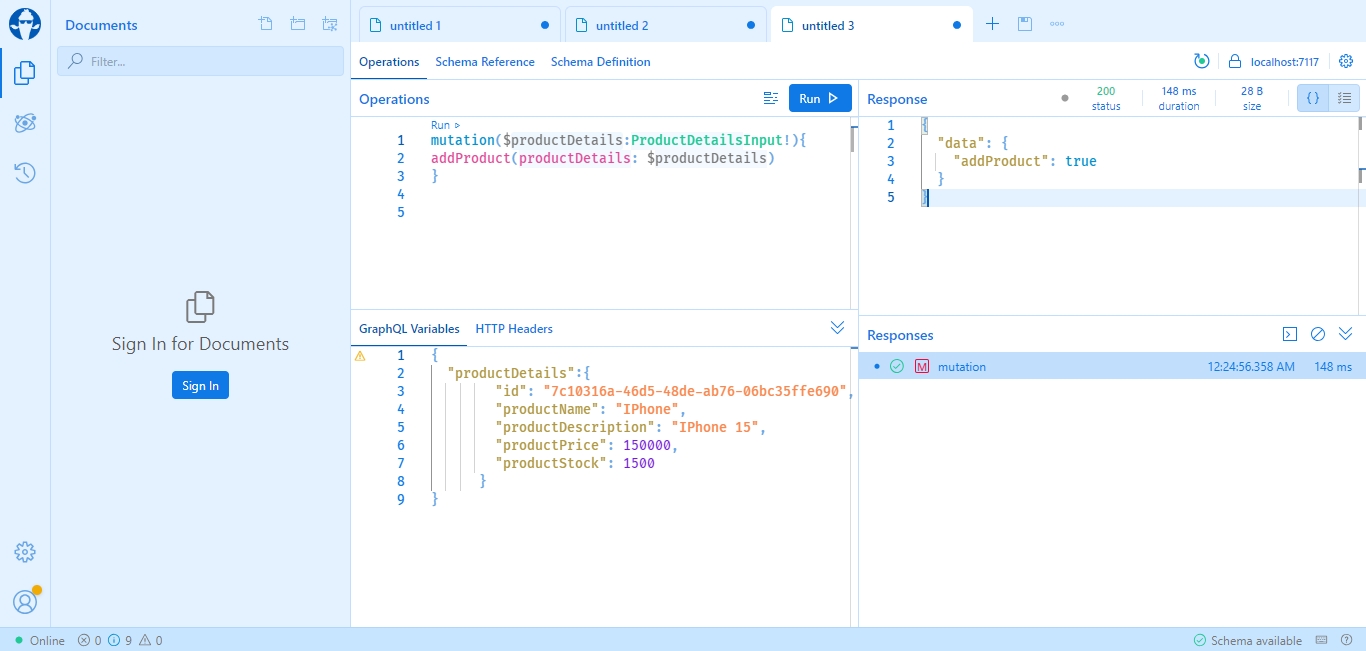 Documents
Filter...
Sign In for Documents
Sign In
untitled 1
untitled 2
untitled 3
Operations
Schema Reference
Schema Definition
localhost:7117
Operations
Run
Run
1 mutation($productDetails:ProductDetailsInput!){
2 addProduct(productDetails: $productDetails)
3 }
4
5
GraphQL Variables
HTTP Headers
1 {
2 "productDetails":{
3 "id": "7c10316a-46d5-48de-ab76-06bc35ffe690",
4 "productName": "IPhone",
5 "productDescription": "IPhone 15",
6 "productPrice": 150000,
7 "productStock": 1500
8 }
9 }
Response
200
status
148 ms
duration
28 B
size
{ }
1 {
2 "data": {
3 "addProduct": true
4 }
5 }
Responses
M mutation 12:24:56.358 AM 148 ms
Online 0 9 0
Schema available